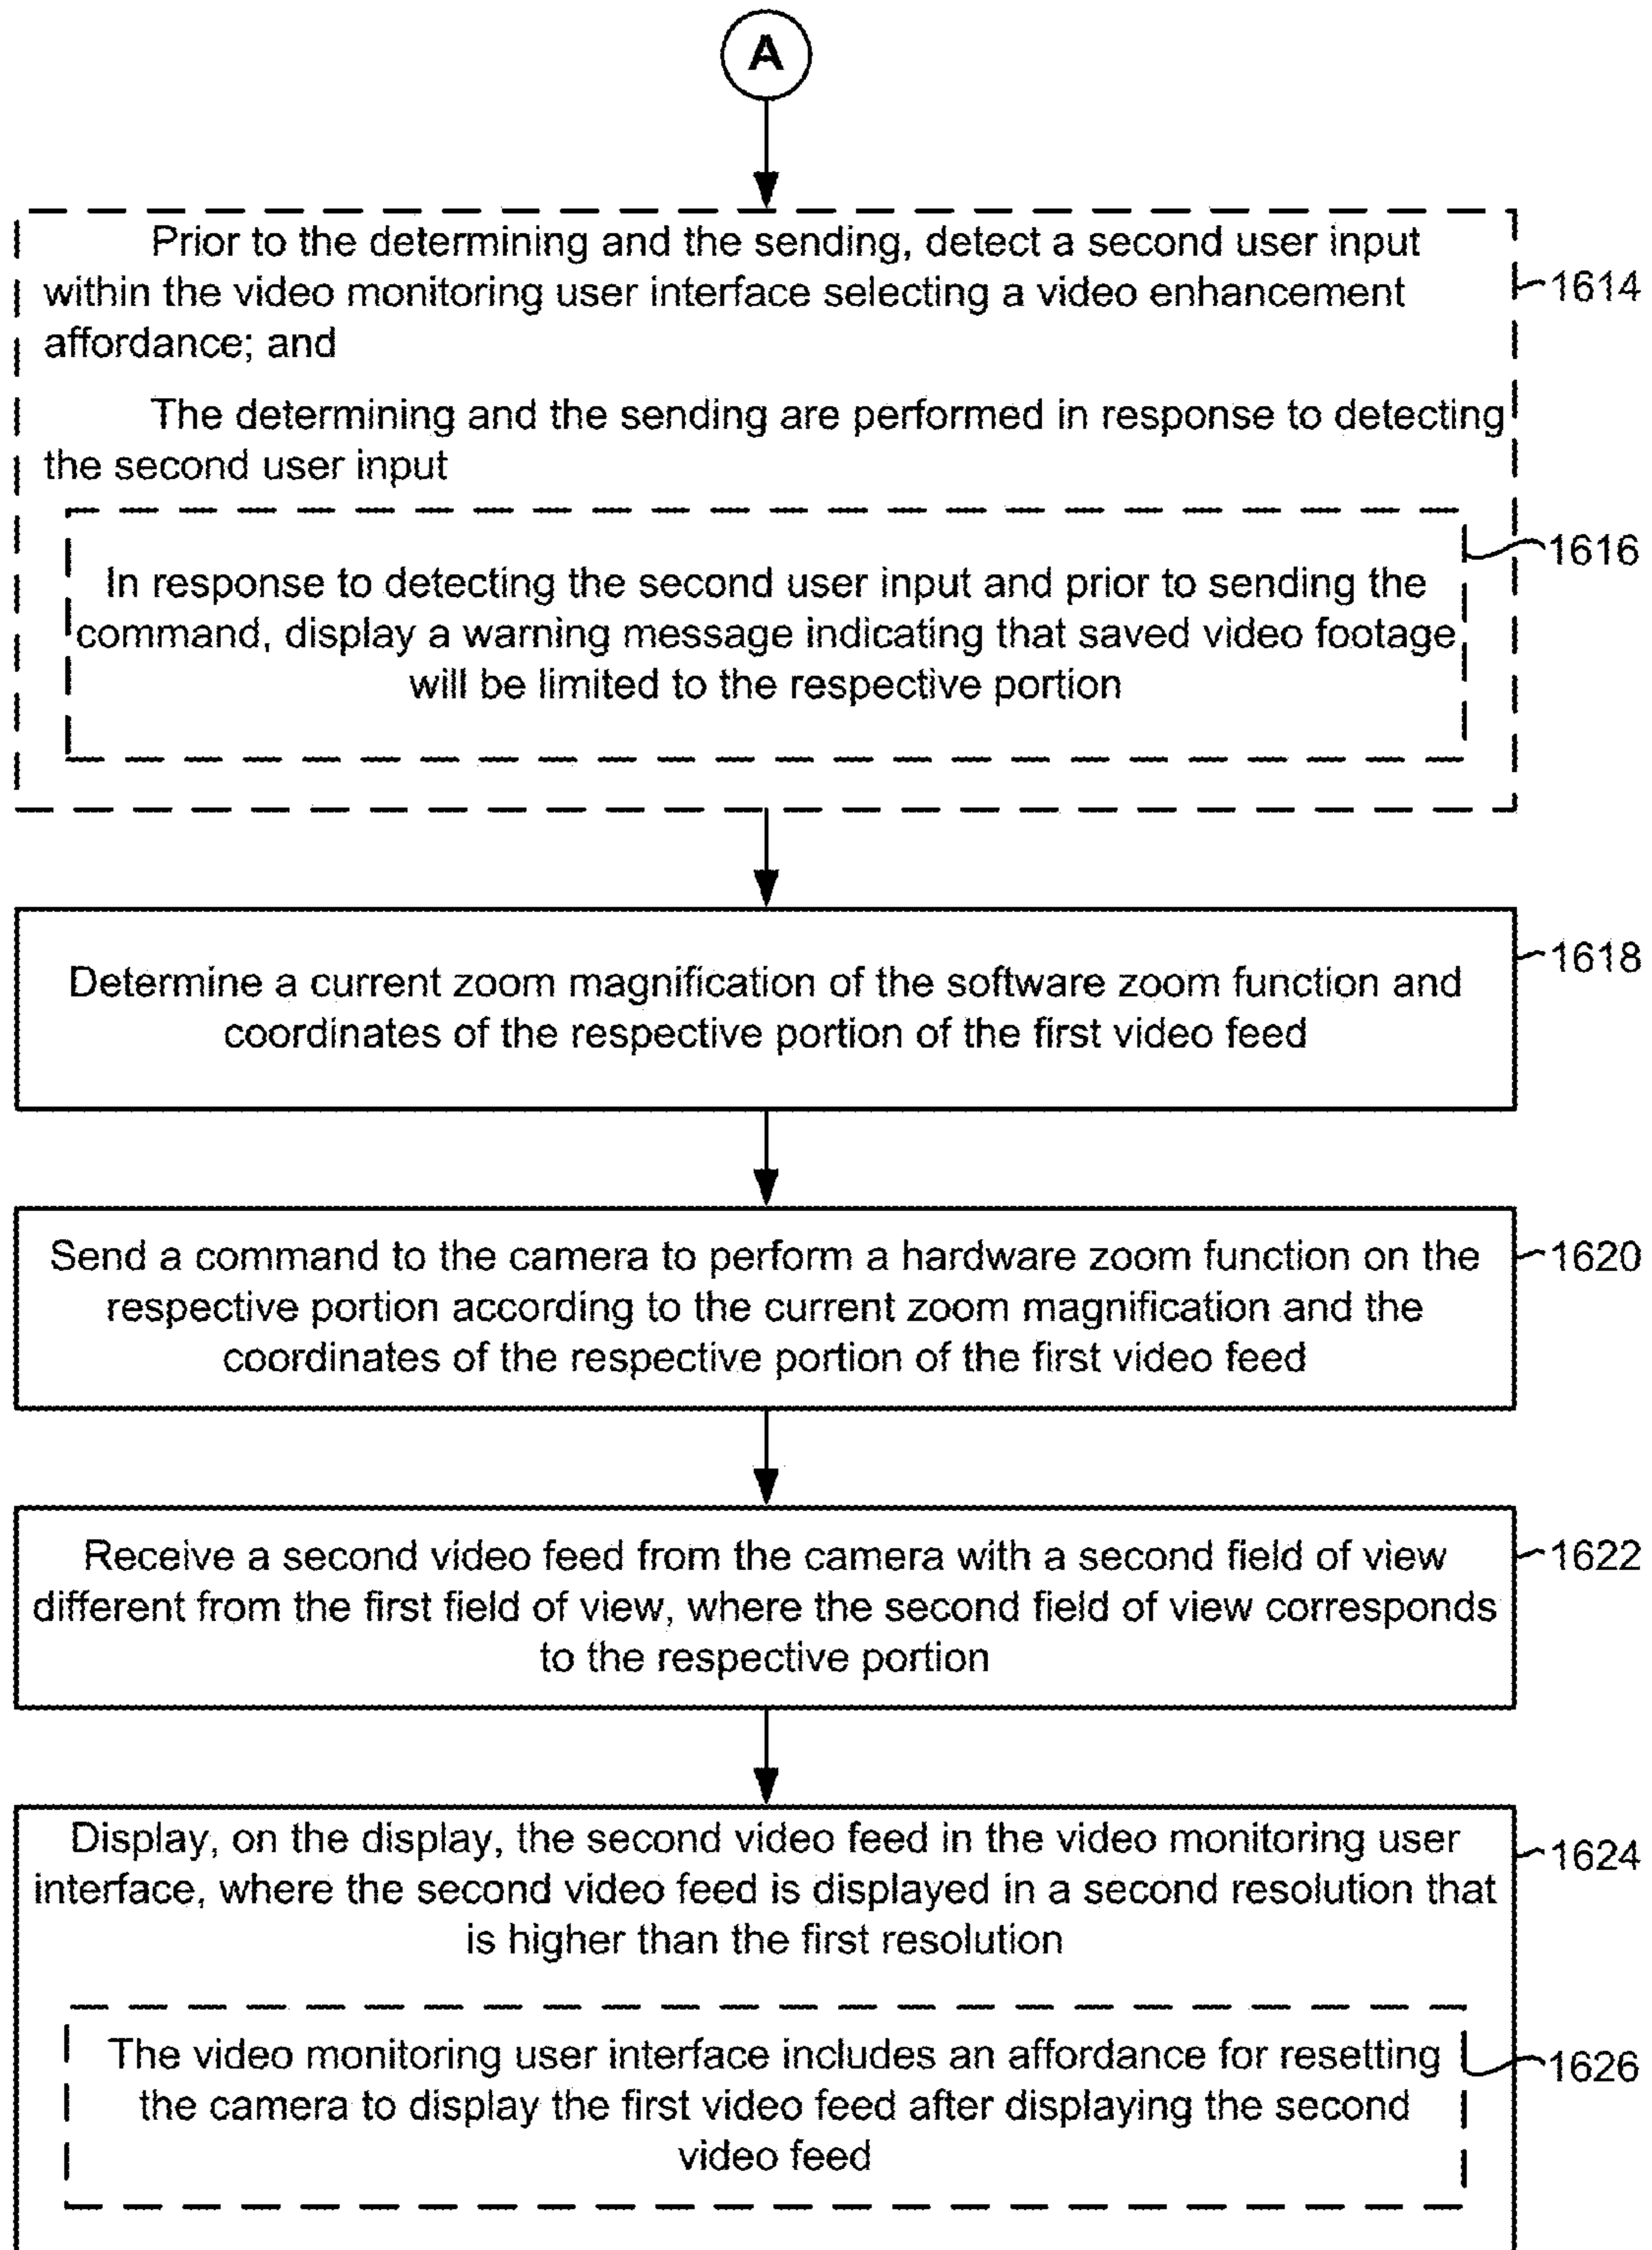 A
Prior to the determining and the sending, detect a second user input
within the video monitoring user interface selecting a video enhancement
affordance; and
1614
The determining and the sending are performed in response to detecting
the second user input
1616
In response to detecting the second user input and prior to sending the
command, display a warning message indicating that saved video footage
will be limited to the respective portion
1618
Determine a current zoom magnification of the software zoom function and
coordinates of the respective portion of the first video feed
1620
Send a command to the camera to perform a hardware zoom function on the
respective portion according to the current zoom magnification and the
coordinates of the respective portion of the first video feed
1622
Receive a second video feed from the camera with a second field of view
different from the first field of view, where the second field of view corresponds
to the respective portion
1624
Display, on the display, the second video feed in the video monitoring user
interface, where the second video feed is displayed in a second resolution that
is higher than the first resolution
1626
The video monitoring user interface includes an affordance for resetting
the camera to display the first video feed after displaying the second
video feed